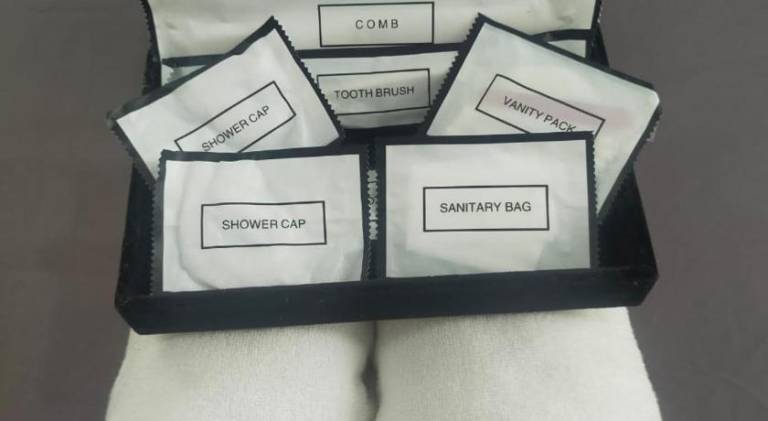 COMB
TOOTH BRUSH
SHOWER CAP
VANITY PACK
SHOWER CAP
SANITARY BAG